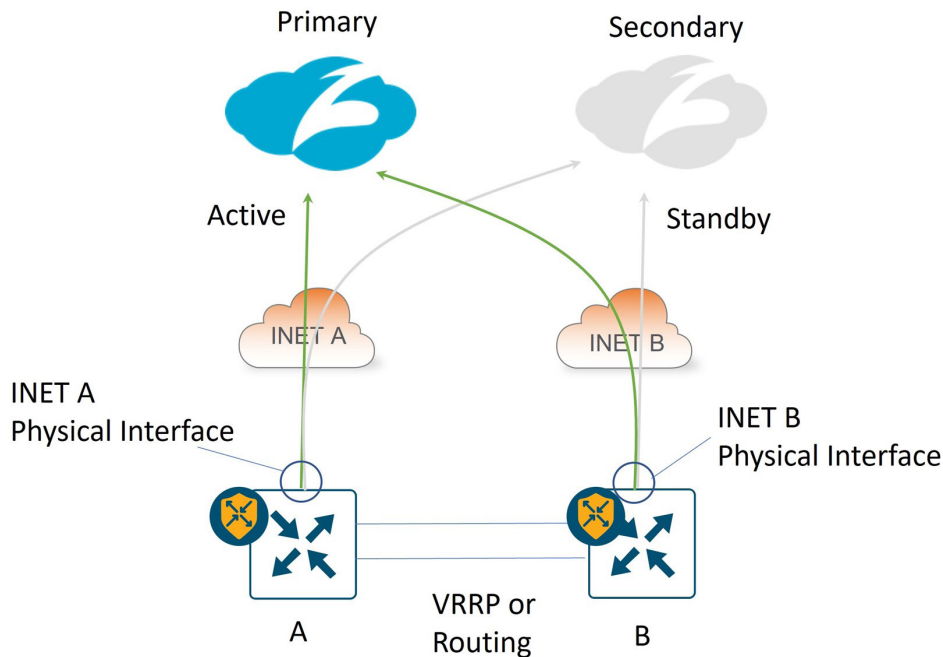 Primary
Secondary
Active
Standby
INET A
INET B
INET A
Physical Interface
INET B
Physical Interface
VRRP or
Routing
A
B